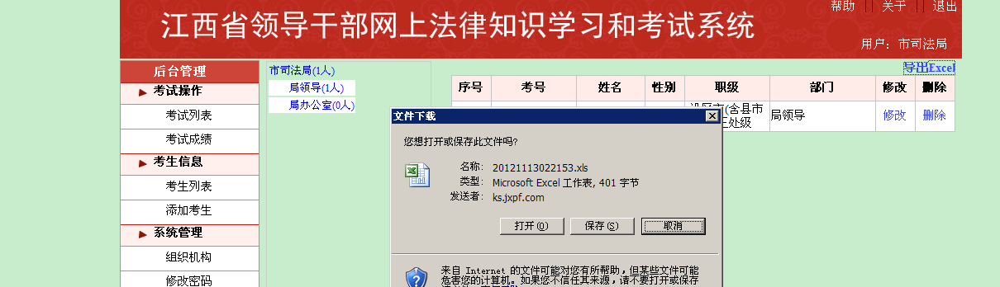 江西省领导干部网上法律知识学习和考试系统
帮助 || 关于 || 退出
用户：市司法局
后台管理
考试操作
考试列表
考试成绩
考生信息
考生列表
添加考生
系统管理
组织机构
修改密码
市司法局(1人)
局领导(1人)
局办公室(0人)
导出Excel
序号 考号 姓名 性别 职级 部门 修改 删除
(含县市
三处级
局领导 修改 删除
文件下载
您想打开或保存此文件吗?
名称: 20121113022153.xls
类型: Microsoft Excel 工作表, 401 字节
发送者: ks.jxpf.com
打开(O) 保存(S) 取消
来自 Internet 的文件可能对您有所帮助，但某些文件可能
危害您的计算机。如果您不信任其来源，请不要打开或保存